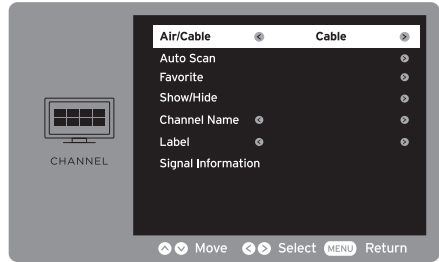 Air/Cable Cable
Auto Scan
Favorite
Show/Hide
Channel Name
Label
Signal Information
CHANNEL
Move Select MENU Return